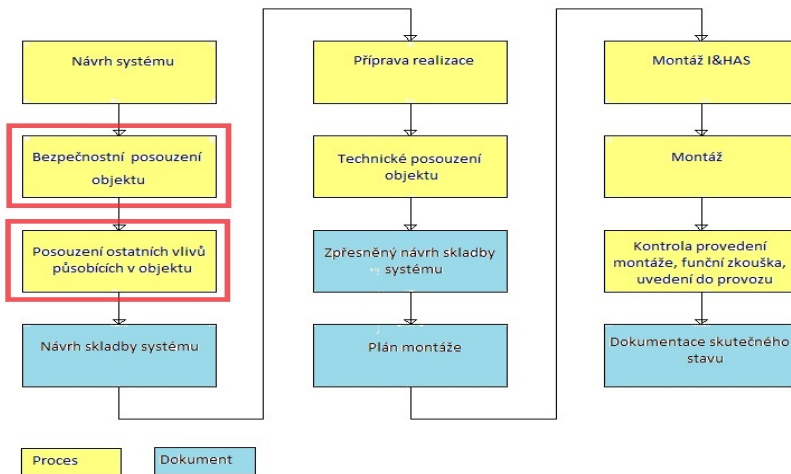 Návrh systému
Bezpečnostní posouzení
objektu
Posouzení ostatních vlivů
působících v objektu
Návrh skladby systému
Příprava realizace
Technické posouzení
objektu
Zpřesněný návrh skladby
systému
Plán montáže
Montáž I&HAS
Montáž
Kontrola provedení
montáže, funční zkouška,
uvedení do provozu
Dokumentace skutečného
stavu
Proces
Dokument